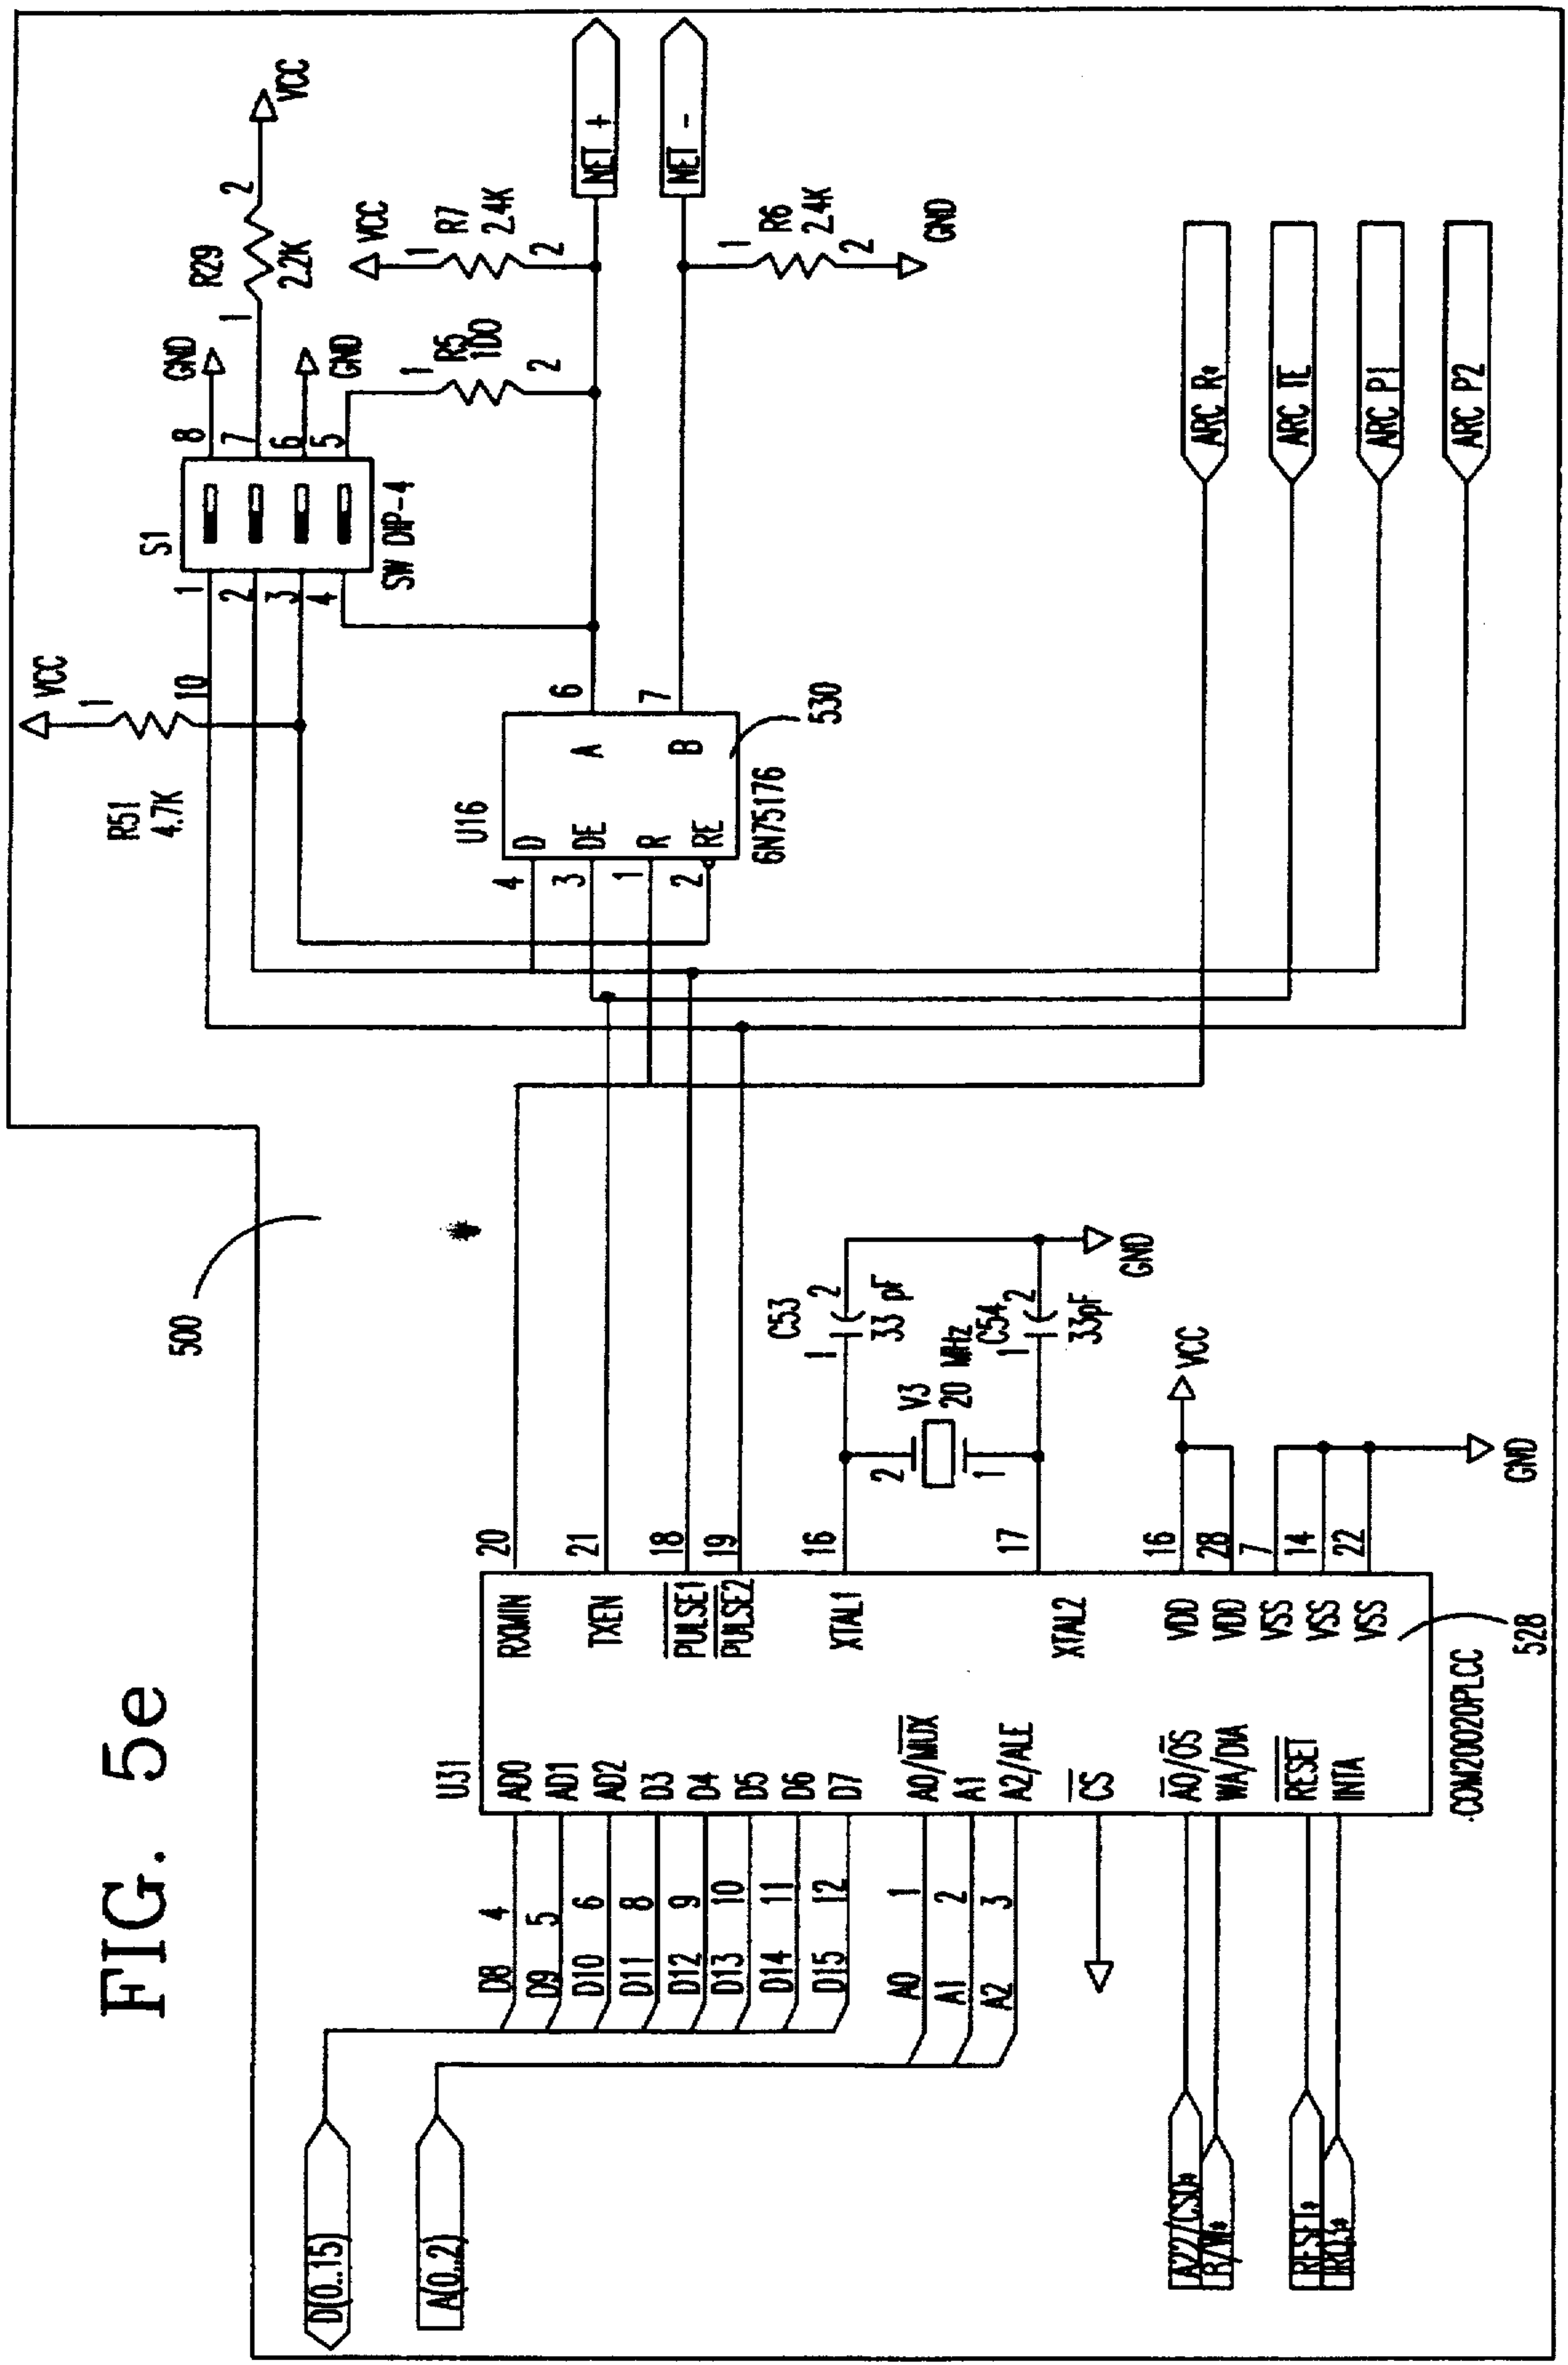 FIG. 5e
500
D(0..15)
A(0..2)
D8 4
D9 5
D10 6
D11 8
D12 9
D13 10
D14 11
D15 12
A0 1
A1 2
A2 3
A22/CS0*
R/W*
RESET*
IRQ3*
U31
AD0
AD1
AD2
D3
D4
D5
D6
D7
A0/MUX
A1
A2/ALE
CS
A0/OS
WA/DIA
RESET
INTA
RXMIN 20
TXEN 21
PULSE1 18
PULSE2 19
XTAL1 16
XTAL2 17
VDD 16
VDD 28
VSS 7
VSS 14
VSS 22
COM20020PLCC
528
VCC
GND
V3
20 MHz
2
1
C53
33 pF
1 2
C54
33pF
1 2
GND
VCC
1
10
R51
4.7K
S1
SW DIP-4
1
2
3
4
8
7
6
5
GND
GND
R29
2.2K
1 2
VCC
U16
6N75176
530
D 4
DE 3
R 1
RE 2
A 6
B 7
R5
100
1
2
VCC
R7
2.4K
1
2
R6
2.4K
1
2
GND
NET +
NET -
ARC R*
ARC TE
ARC P1
ARC P2